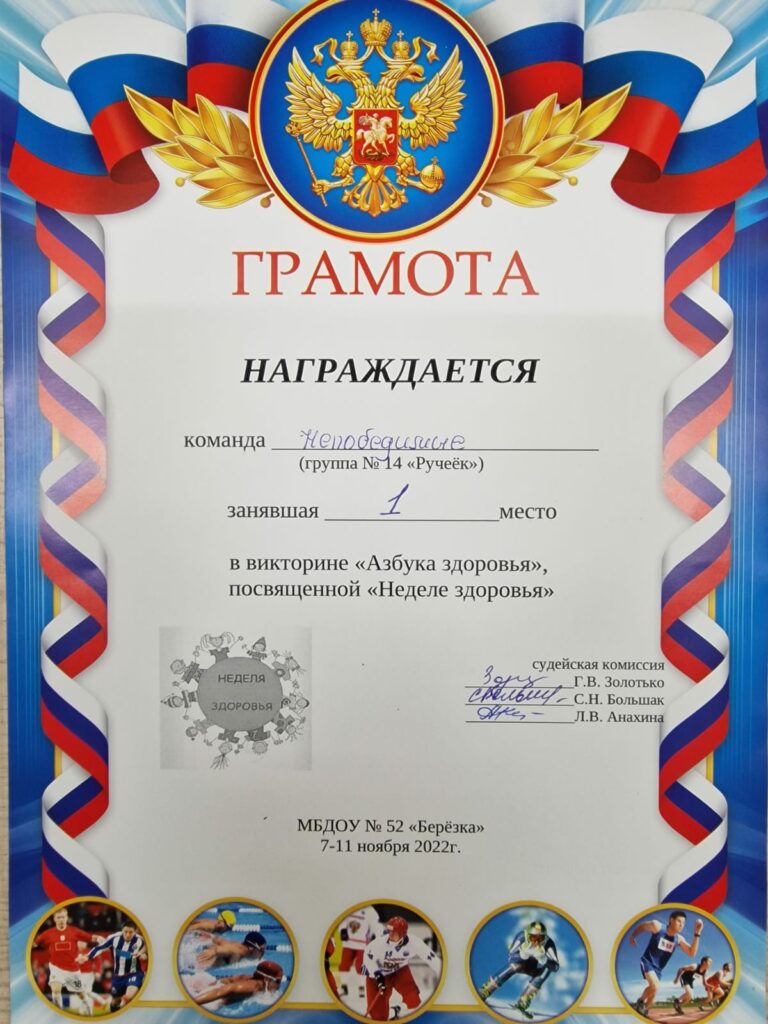 ГРАМОТА
НАГРАЖДАЕТСЯ
команда Непобедимые
(группа № 14 «Ручеёк»)
занявшая 1 место
в викторине «Азбука здоровья»,
посвященной «Неделе здоровья»
НЕДЕЛЯ
ЗДОРОВЬЯ
судейская комиссия
Г.В. Золотько
С.Н. Большак
Л.В. Анахина
МБДОУ № 52 «Берёзка»
7-11 ноября 2022г.